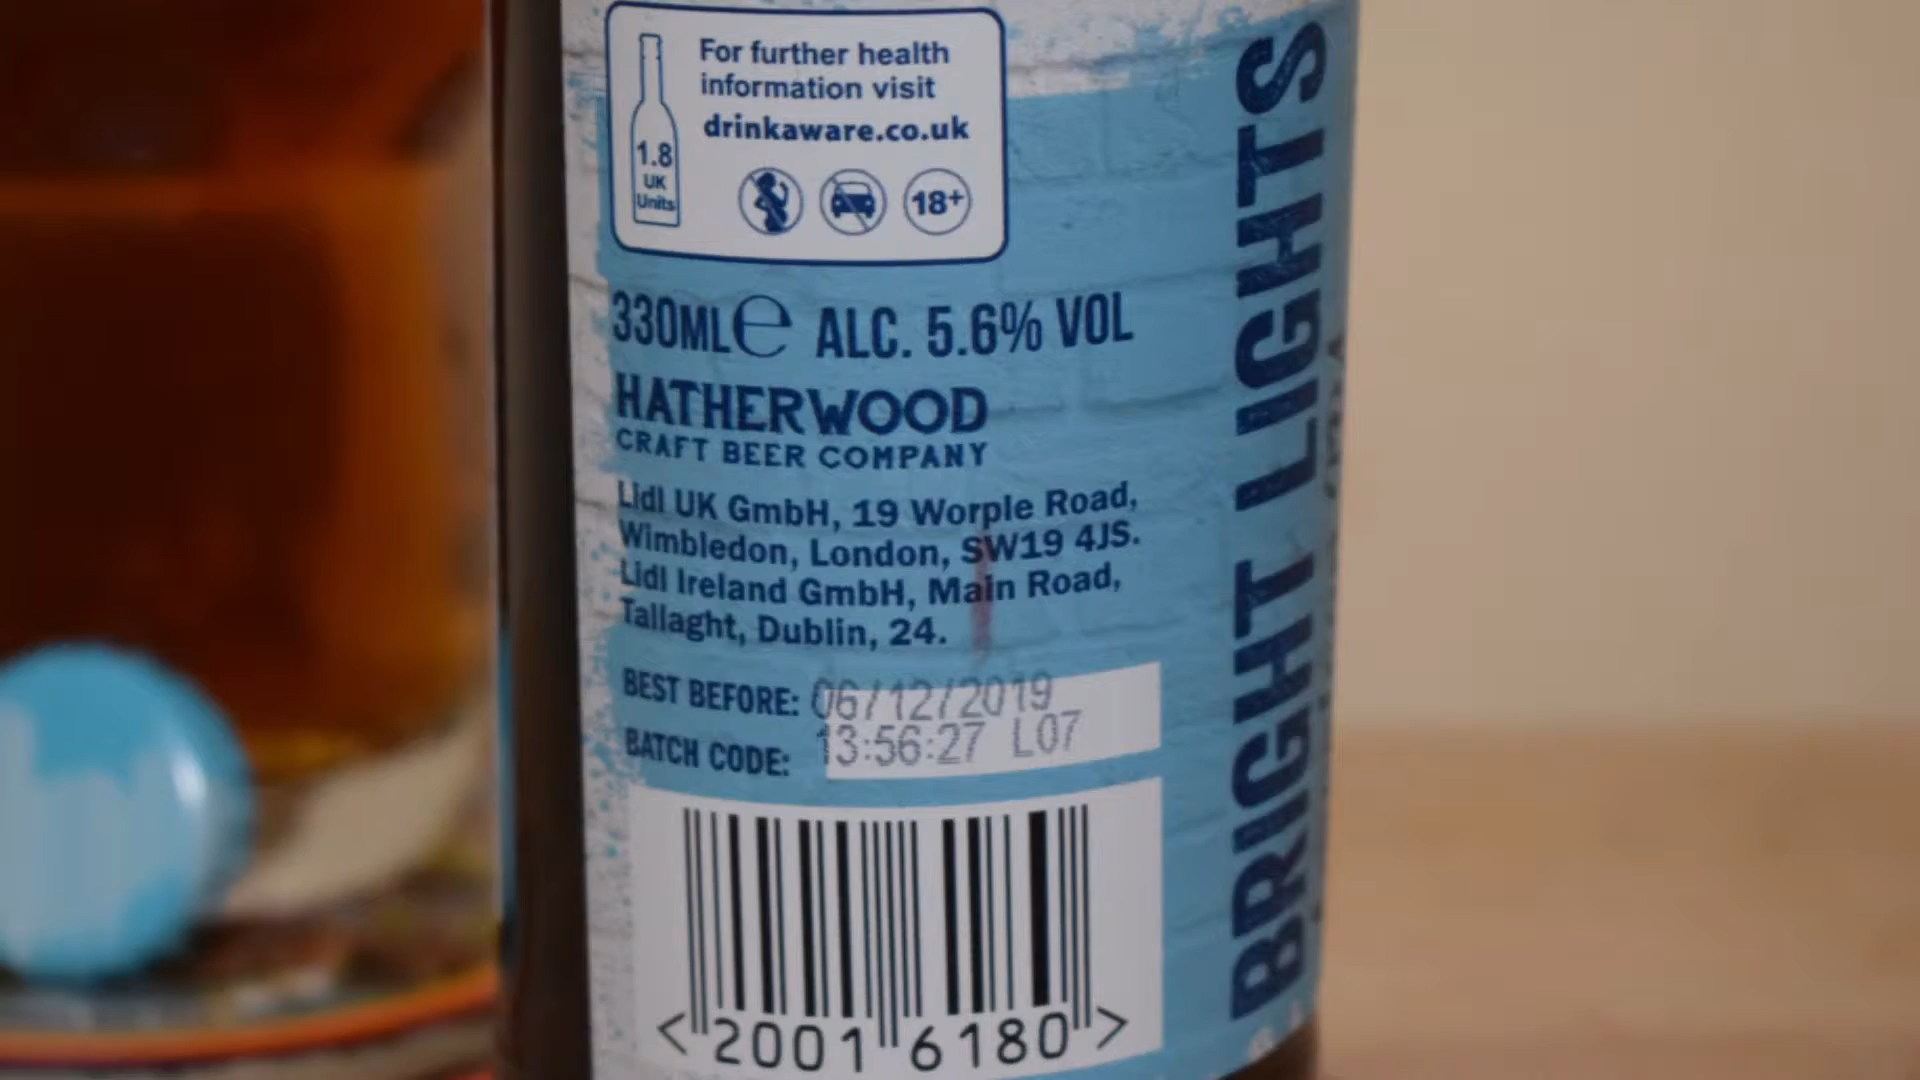 For further health
information visit
drinkaware.co.uk
1.8
UK
Units
18+
330MLe ALC. 5.6% VOL
HATHERWOOD
CRAFT BEER COMPANY
Lidl UK GmbH, 19 Worple Road,
Wimbledon, London, SW19 4JS.
Lidl Ireland GmbH, Main Road,
Tallaght, Dublin, 24.
BEST BEFORE: 06/12/2019
BATCH CODE: 13:56:27 L07
<2001 6180>
BRIGHT LIGHTS